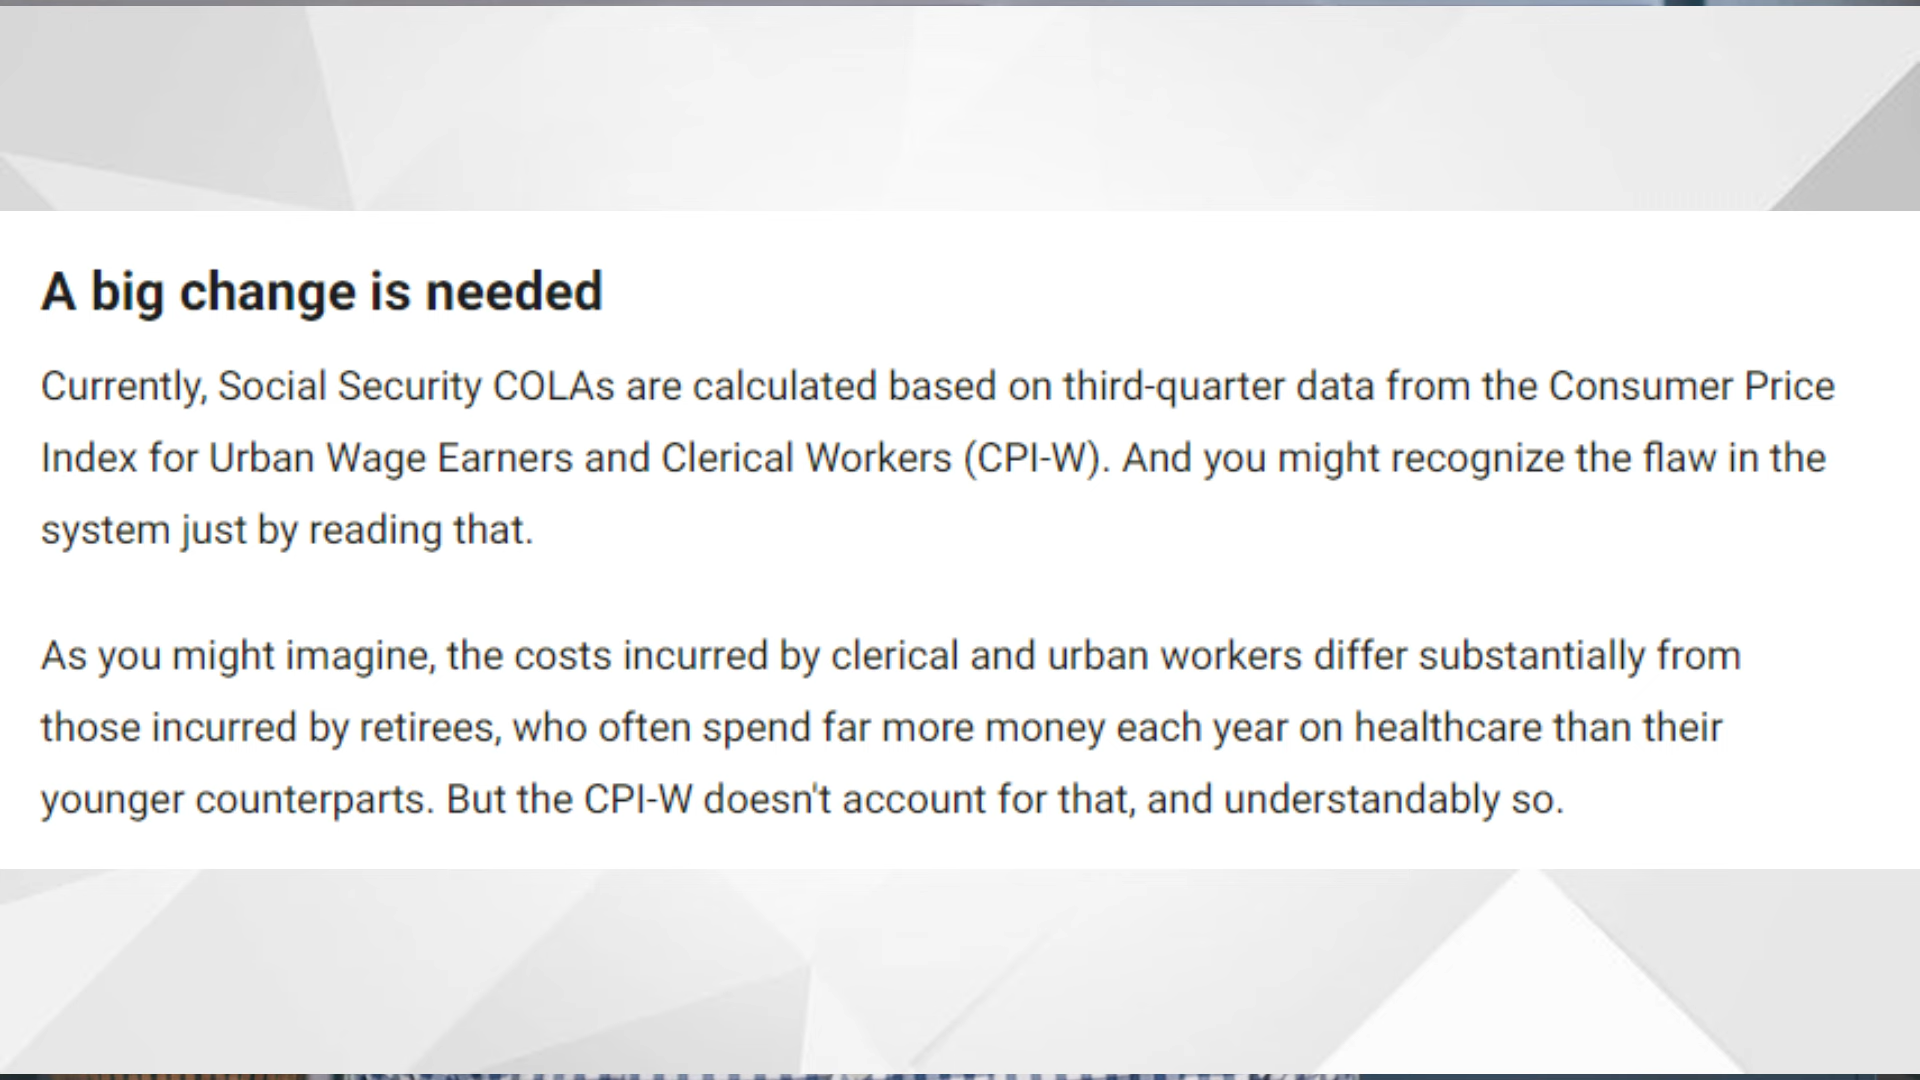 A big change is needed
Currently, Social Security COLAs are calculated based on third-quarter data from the Consumer Price
Index for Urban Wage Earners and Clerical Workers (CPI-W). And you might recognize the flaw in the
system just by reading that.
As you might imagine, the costs incurred by clerical and urban workers differ substantially from
those incurred by retirees, who often spend far more money each year on healthcare than their
younger counterparts. But the CPI-W doesn't account for that, and understandably so.